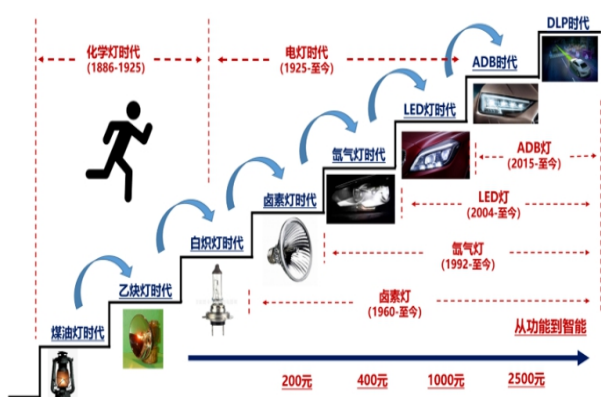 DLP时代
化学灯时代
(1886-1925)
电灯时代
(1925-至今)
ADB时代
LED灯时代
ADB灯
(2015-至今)
氙气灯时代
LED灯
(2004-至今)
卤素灯时代
白炽灯时代
氙气灯
(1992-至今)
乙炔灯时代
卤素灯
(1960-至今)
煤油灯时代
从功能到智能
200元
400元
1000元
2500元